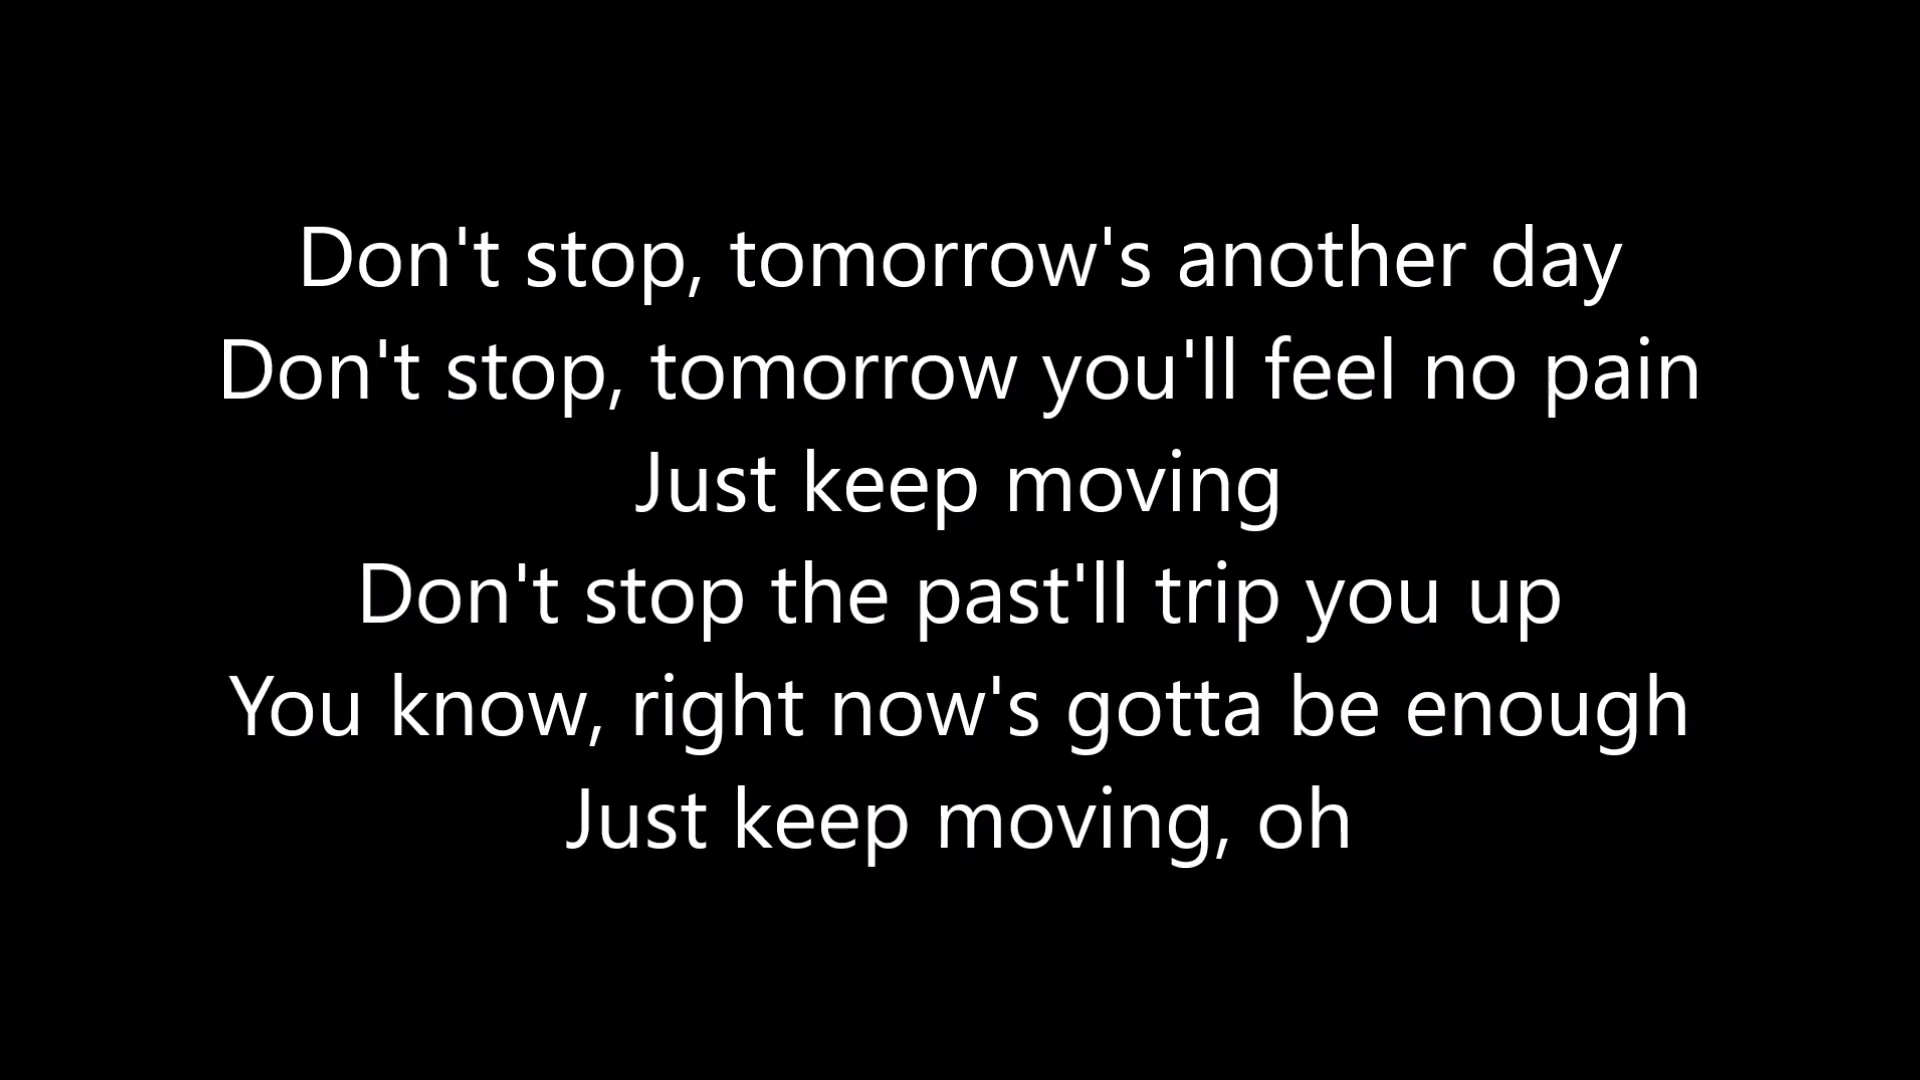 Don't stop, tomorrow's another day
Don't stop, tomorrow you'll feel no pain
Just keep moving
Don't stop the past'll trip you up
You know, right now's gotta be enough
Just keep moving, oh